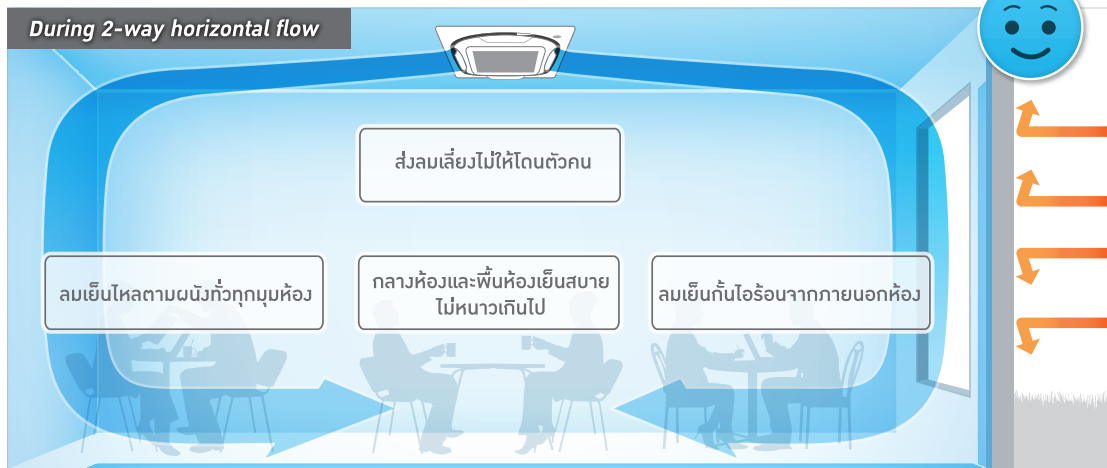 During 2-way horizontal flow
ส่งลมเลี่ยงไม่ให้โดนตัวคน
ลมเย็นไหลตามผนังทั่วทุกมุมห้อง
กลางห้องและพื้นห้องเย็นสบาย
ไม่หนาวเกินไป
ลมเย็นกั้นไอร้อนจากภายนอกห้อง